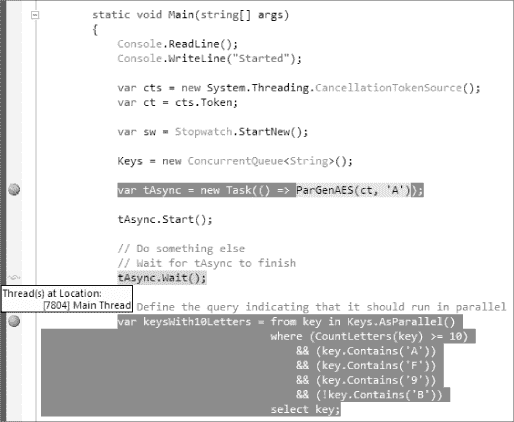 static void Main(string[] args)
{
Console.ReadLine();
Console.WriteLine("Started");
var cts = new System.Threading.CancellationTokenSource();
var ct = cts.Token;
var sw = Stopwatch.StartNew();
Keys = new ConcurrentQueue<String>();
var tAsync = new Task(() => ParGenAES(ct, 'A'));
tAsync.Start();
// Do something else
// Wait for tAsync to finish
tAsync.Wait();
Thread(s) at Location:
[7804] Main Thread
Define the query indicating that it should run in parallel
var keysWith10Letters = from key in Keys.AsParallel()
where (CountLetters(key) >= 10)
&& (key.Contains('A'))
&& (key.Contains('F'))
&& (key.Contains('9'))
&& (!key.Contains('B'))
select key;